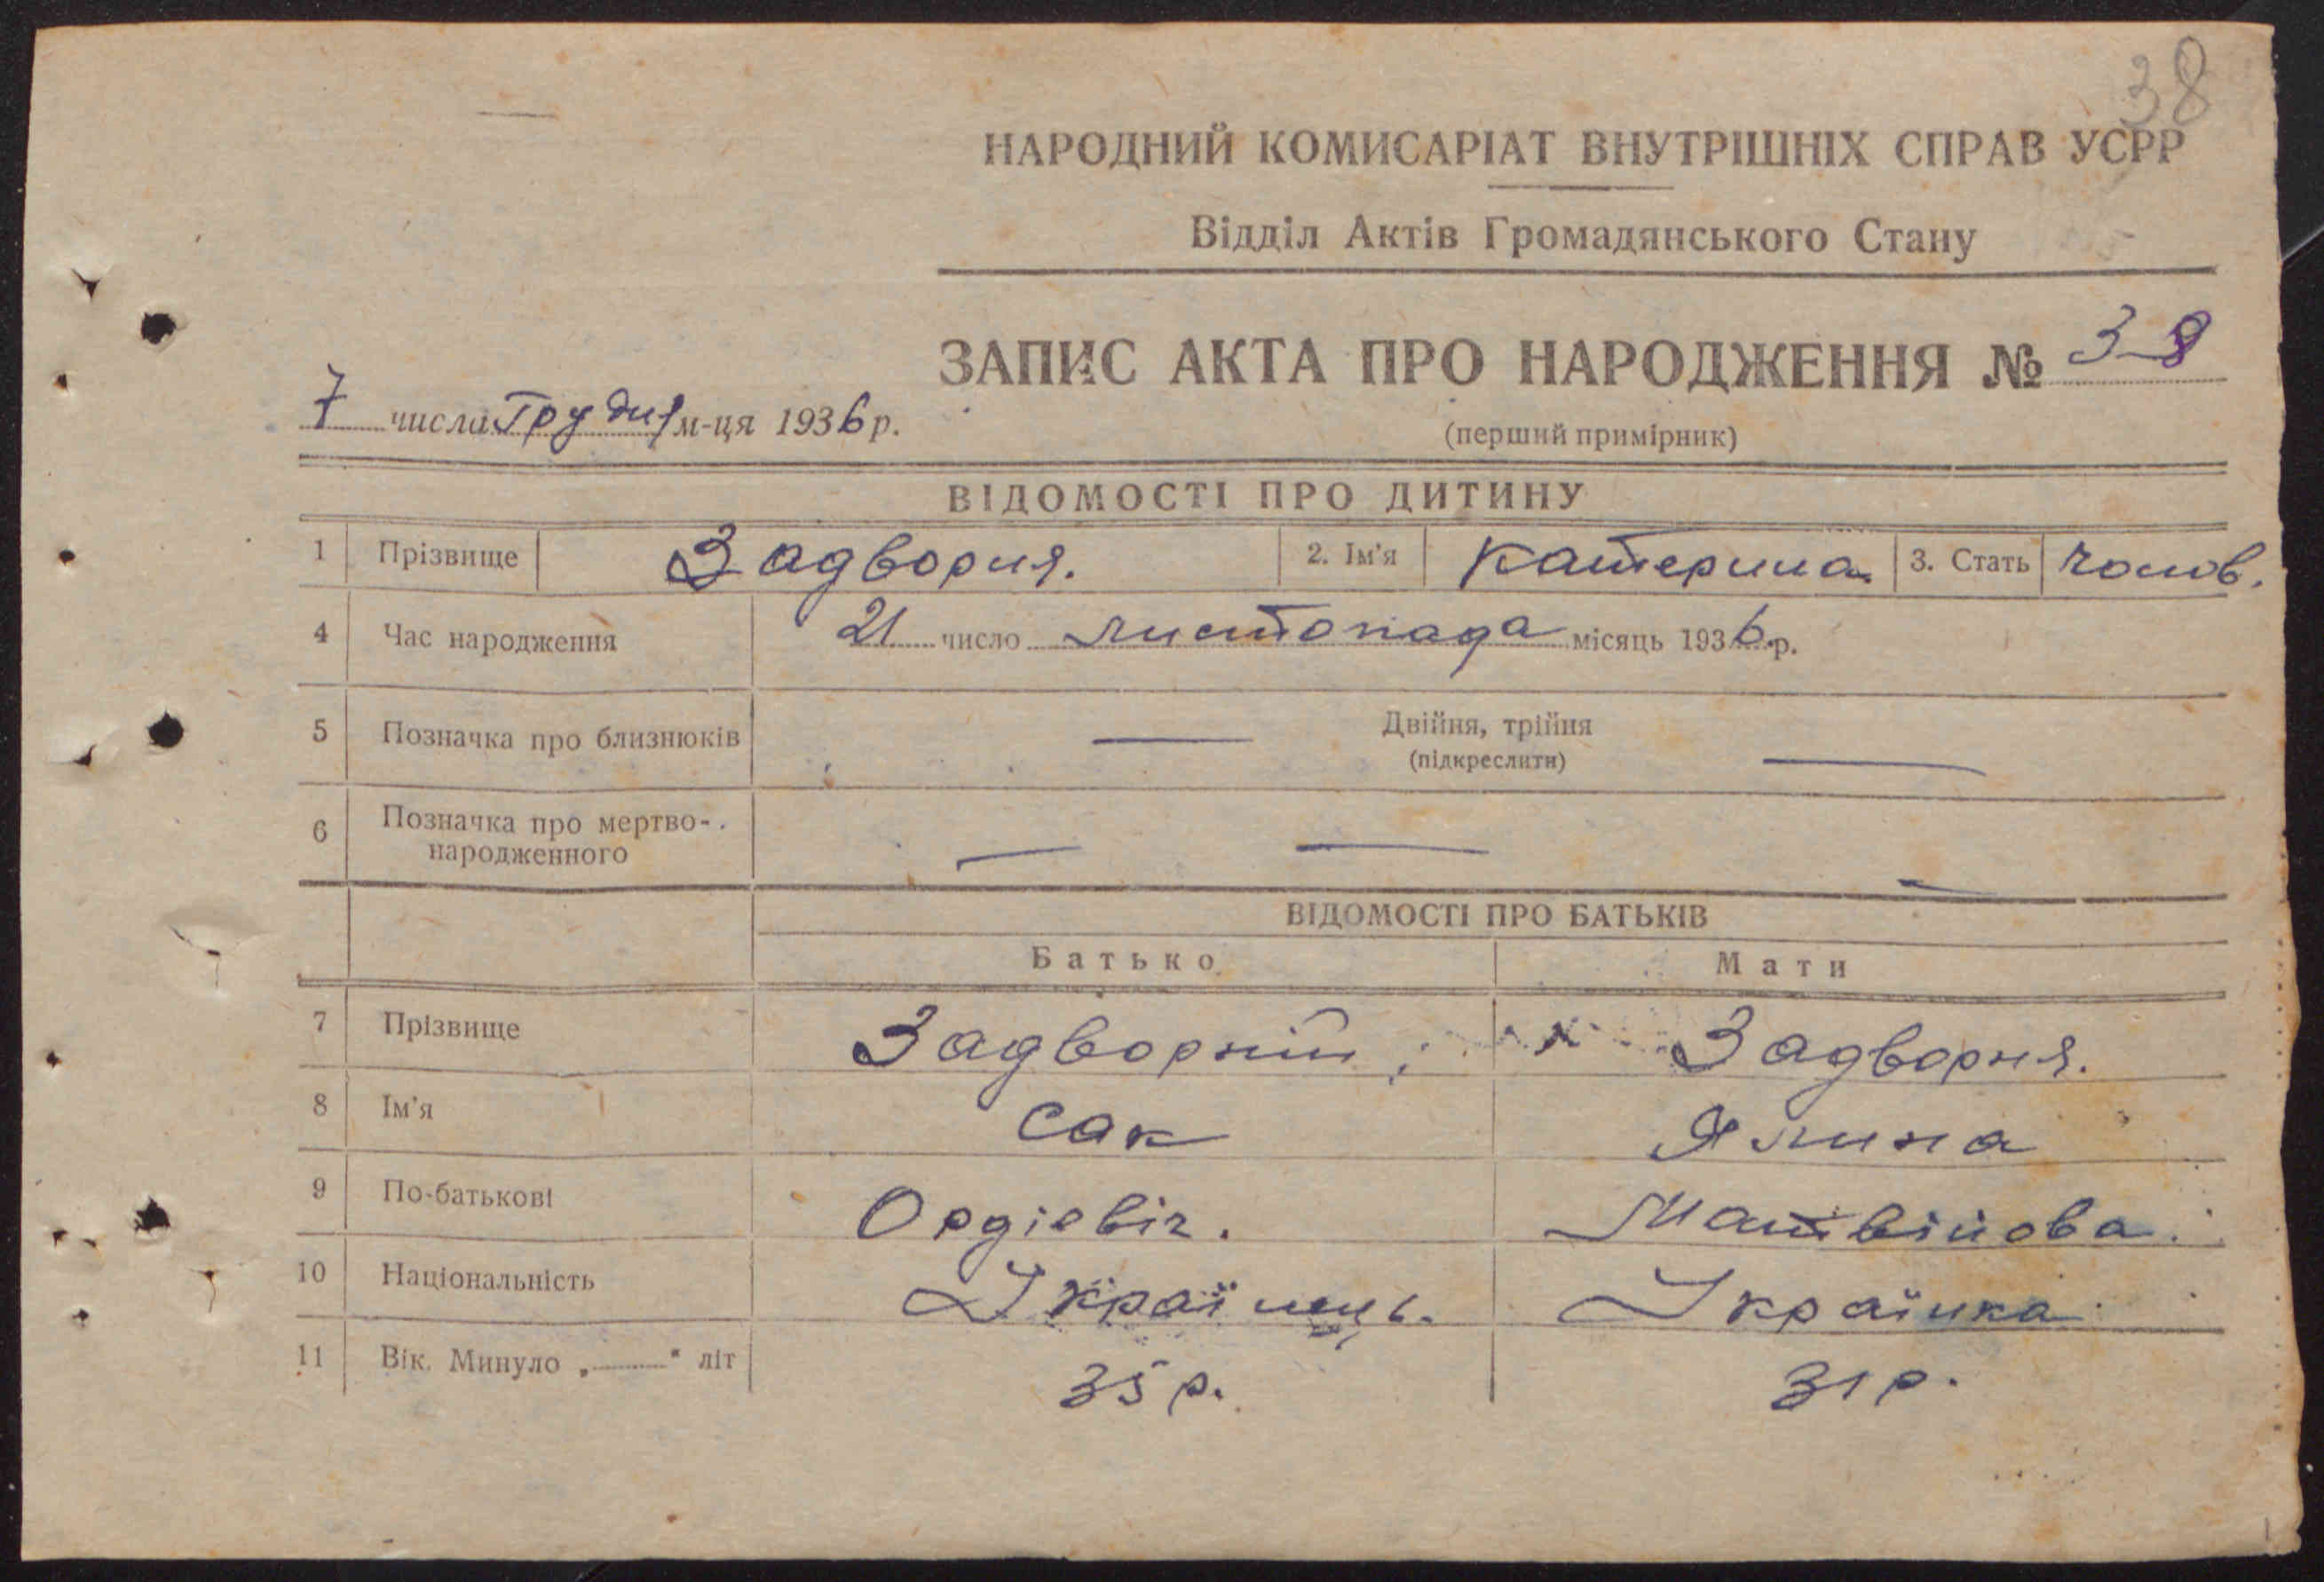 38
НАРОДНИЙ КОМИСАРІАТ ВНУТРІШНІХ СПРАВ УСРР
Відділ Актів Громадянського Стану
ЗАПИС АКТА ПРО НАРОДЖЕННЯ № 38
7 числа Грудня м-ця 1936 р.
(перший примірник)
ВІДОМОСТІ ПРО ДИТИНУ
1 Прізвище Задворня. 2. Ім'я Катерина 3. Стать чолов.
4 Час народження 21 число листопада місяць 1936 р.
5 Позначка про близнюків — Двійня, трійня —
(підкреслити)
6 Позначка про мертво-
народженного — — —
ВІДОМОСТІ ПРО БАТЬКІВ
Батько Мати
7 Прізвище Задворній Задворня.
8 Ім'я Сак Ялина
9 По-батькові Ордієвіч. Матвійова.
10 Національність Українець. Українка
11 Вік. Минуло „ " літ 35 р. 31 р.